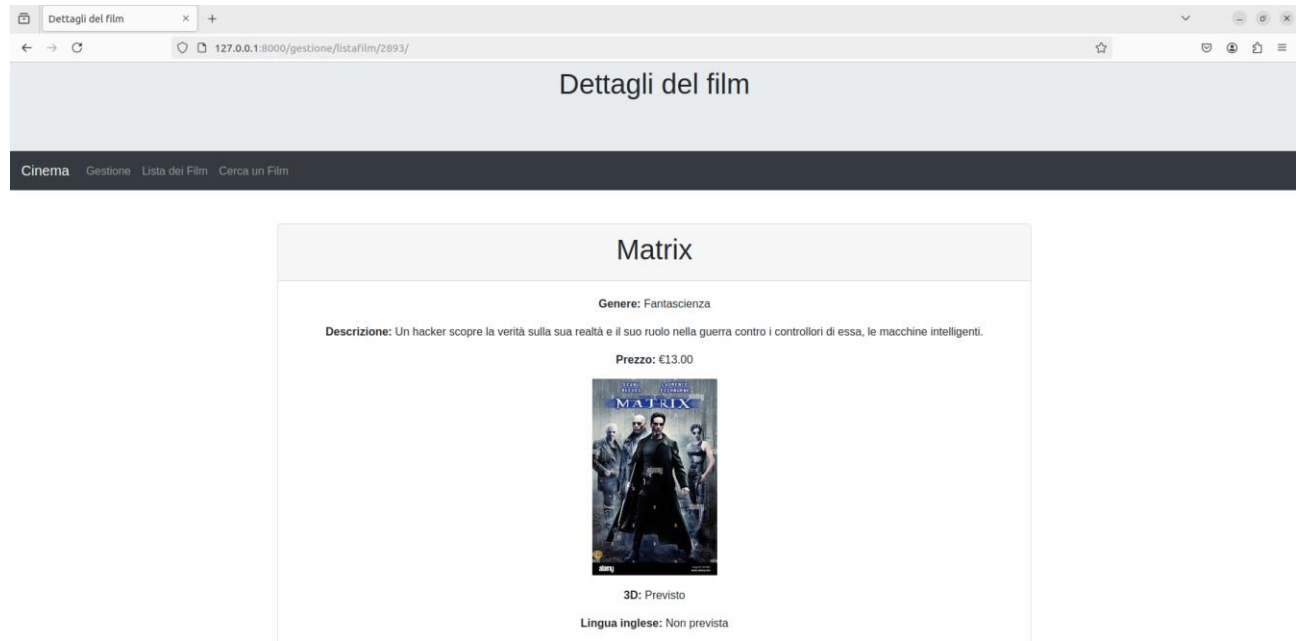 Dettagli del film
127.0.0.1:8000/gestione/listafilm/2893/
Dettagli del film
Cinema Gestione Lista dei Film Cerca un Film
Matrix
Genere: Fantascienza
Descrizione: Un hacker scopre la verità sulla sua realtà e il suo ruolo nella guerra contro i controllori di essa, le macchine intelligenti.
Prezzo: €13.00
MATRIX
alamy
alamy
3D: Previsto
Lingua inglese: Non prevista